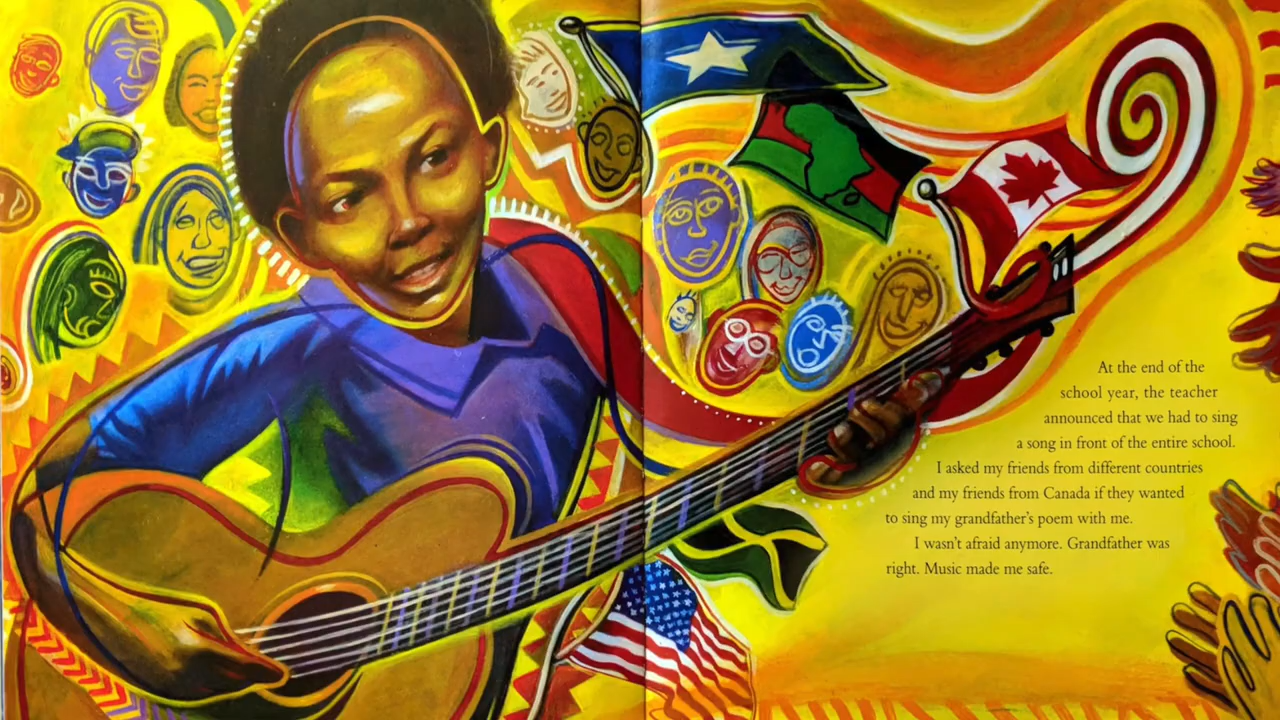 At the end of the
school year, the teacher
announced that we had to sing
a song in front of the entire school.
I asked my friends from different countries
and my friends from Canada if they wanted
to sing my grandfather's poem with me.
I wasn't afraid anymore. Grandfather was
right. Music made me safe.